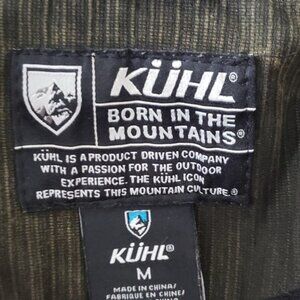 KÜHL®
BORN IN THE
MOUNTAINS®
KÜHL IS A PRODUCT DRIVEN COMPANY
WITH A PASSION FOR THE OUTDOOR
EXPERIENCE. THE KÜHL ICON
REPRESENTS THIS MOUNTAIN CULTURE.®
KÜHL®
M
MADE IN CHINA/
FABRIQUÉ EN CHINE/